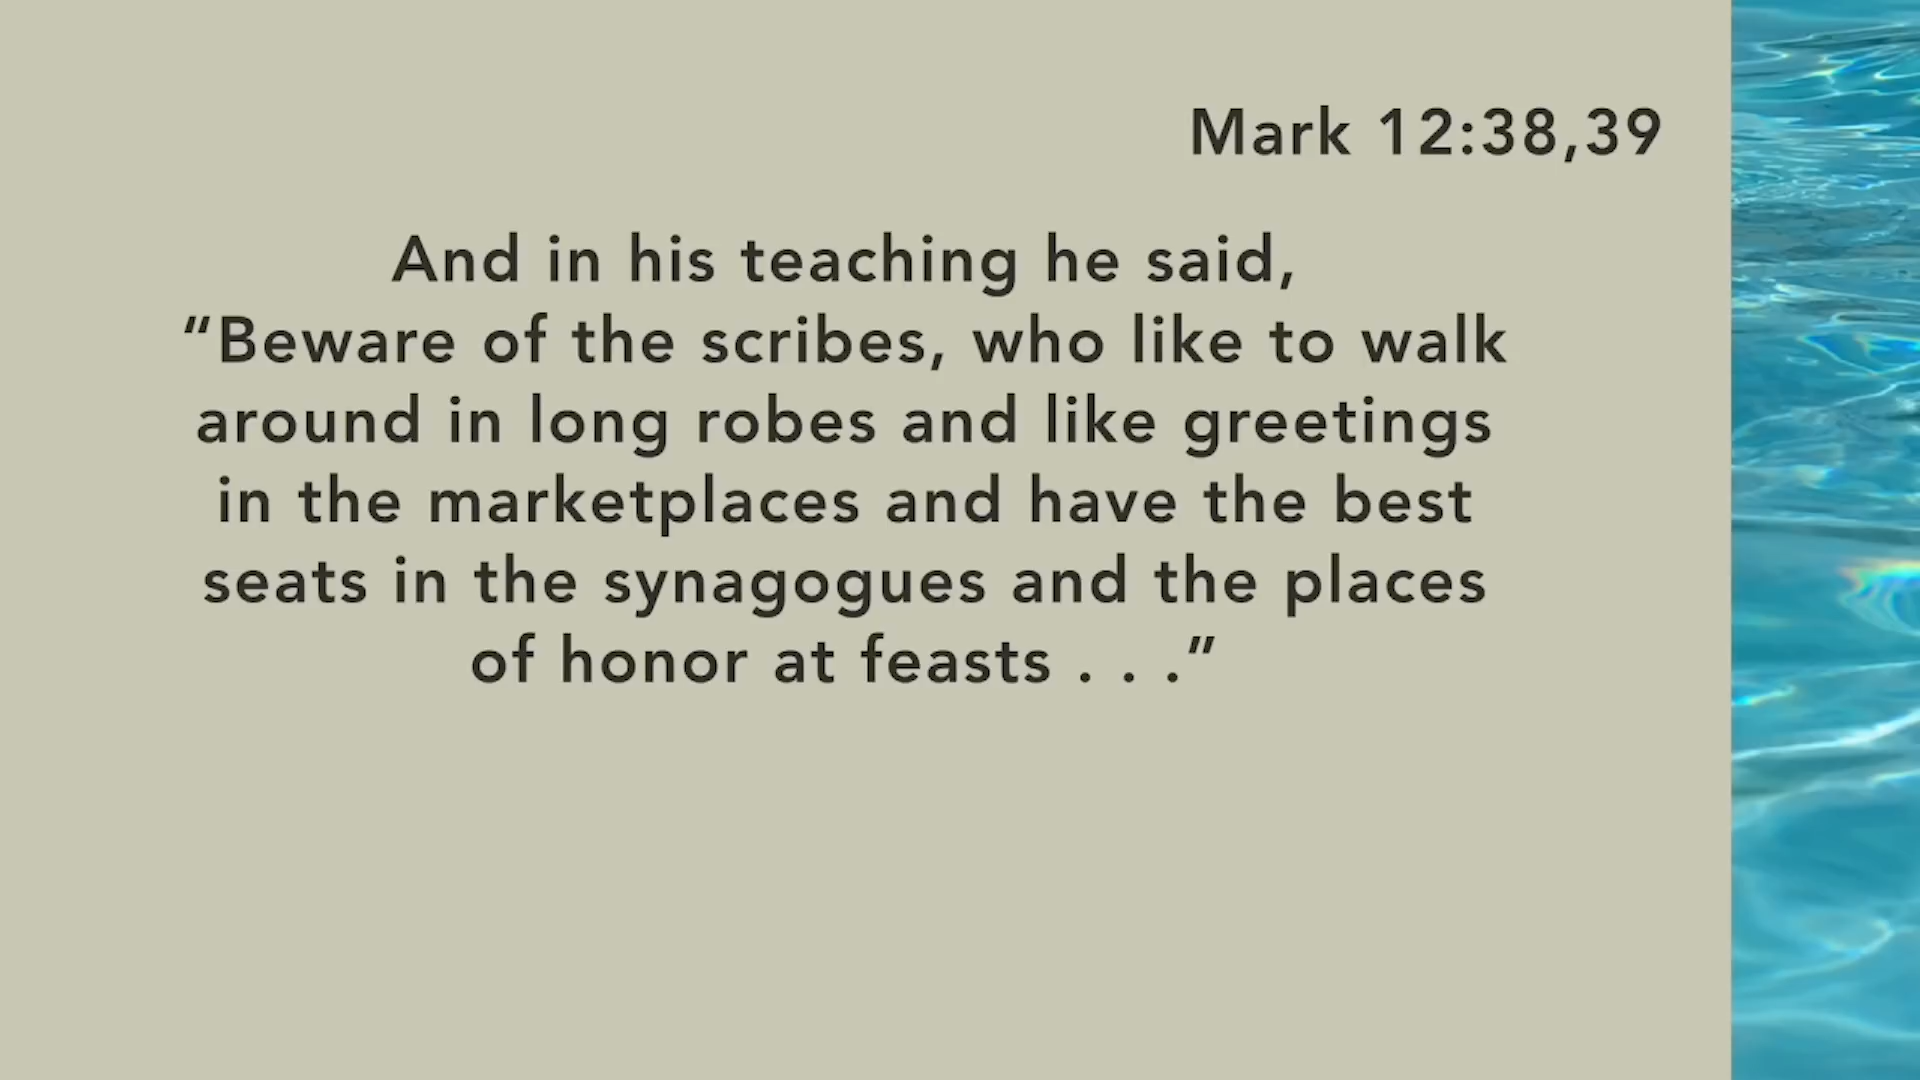 Mark 12:38,39
And in his teaching he said,
“Beware of the scribes, who like to walk
around in long robes and like greetings
in the marketplaces and have the best
seats in the synagogues and the places
of honor at feasts . . .”